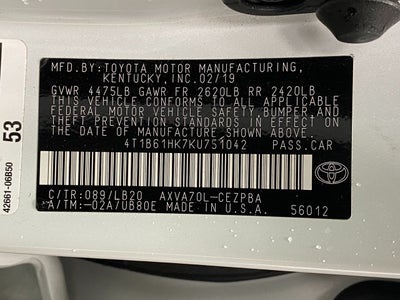 MFD. BY: TOYOTA MOTOR MANUFACTURING,
KENTUCKY, INC. 02/19
GVWR 4475LB GAWR FR 2620LB RR 2420LB
THIS VEHICLE CONFORMS TO ALL APPLICABLE
FEDERAL MOTOR VEHICLE SAFETY, BUMPER, AND
THEFT PREVENTION STANDARDS IN EFFECT ON
THE DATE OF MANUFACTURE SHOWN ABOVE.
4T1B61HK7KU751042 PASS.CAR
C/TR: 089/LB20 AXVA70L-CEZPBA
A/TM:-02A/UB80E MADE IN U.S.A. 56012
53
42661-06B50